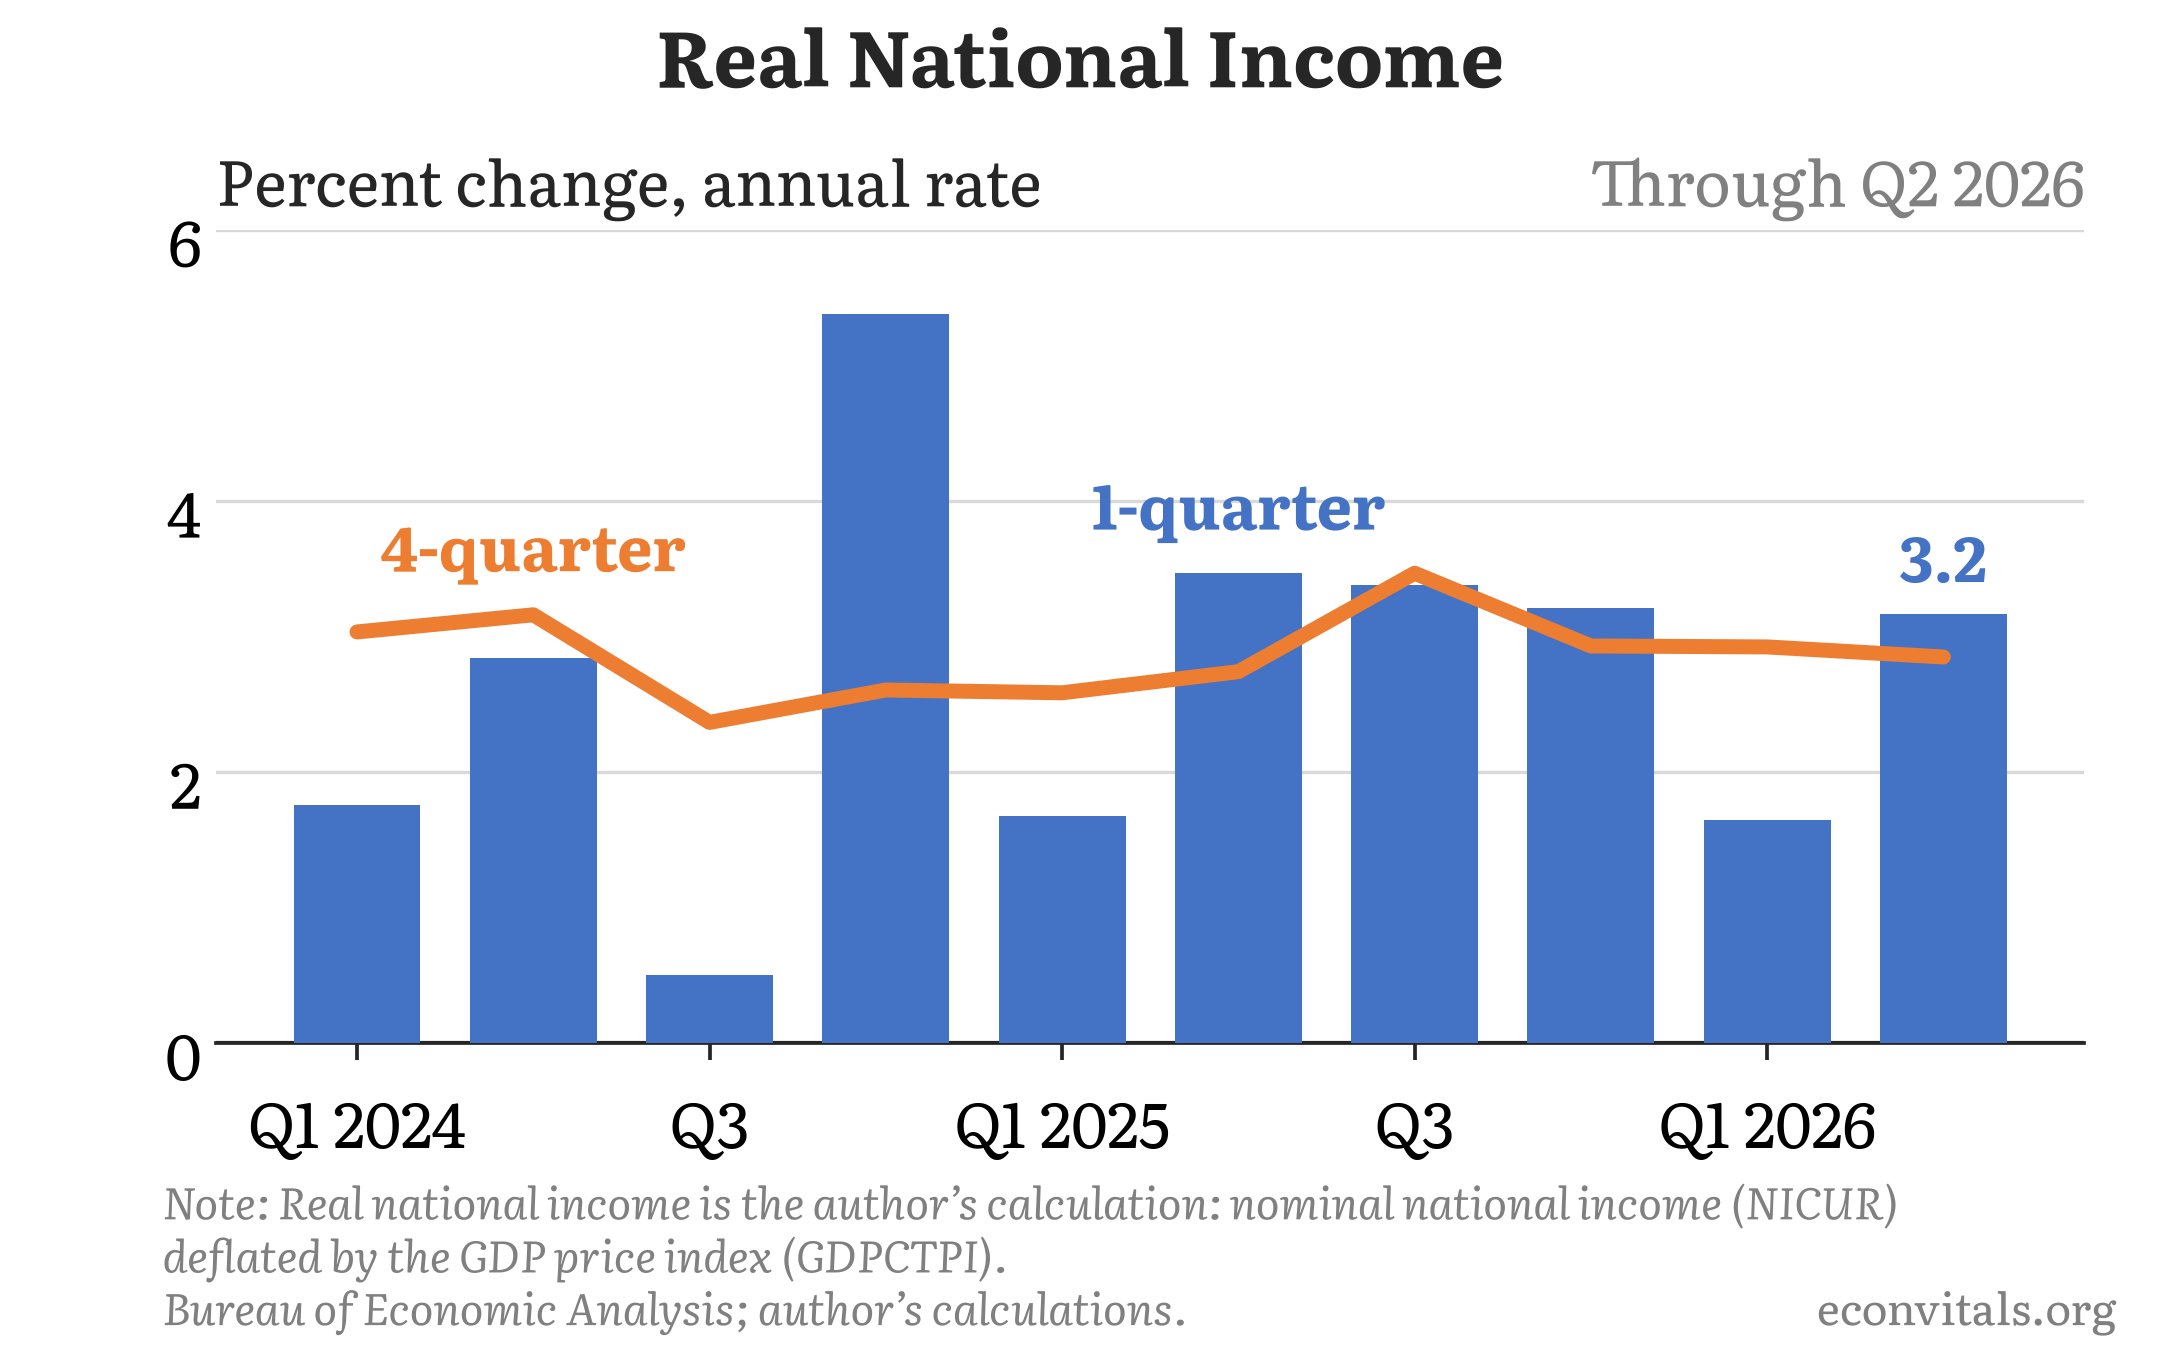 Real National Income
Percent change, annual rate
Through Q2 2026
6
4
2
0
4-quarter
1-quarter
3.2
Q1 2024
Q3
Q1 2025
Q3
Q1 2026
Note: Real national income is the author’s calculation: nominal national income (NICUR)
deflated by the GDP price index (GDPCTPI).
Bureau of Economic Analysis; author’s calculations.
econvitals.org